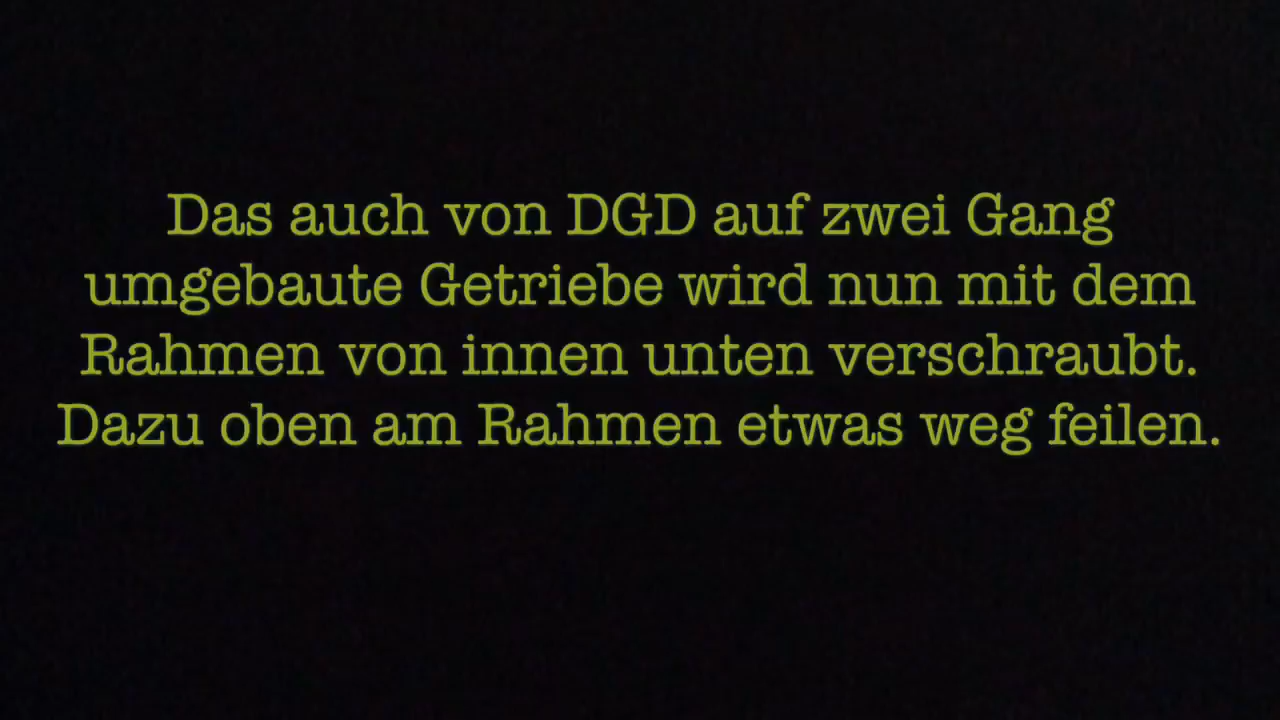 Das auch von DGD auf zwei Gang
umgebaute Getriebe wird nun mit dem
Rahmen von innen unten verschraubt.
Dazu oben am Rahmen etwas weg feilen.